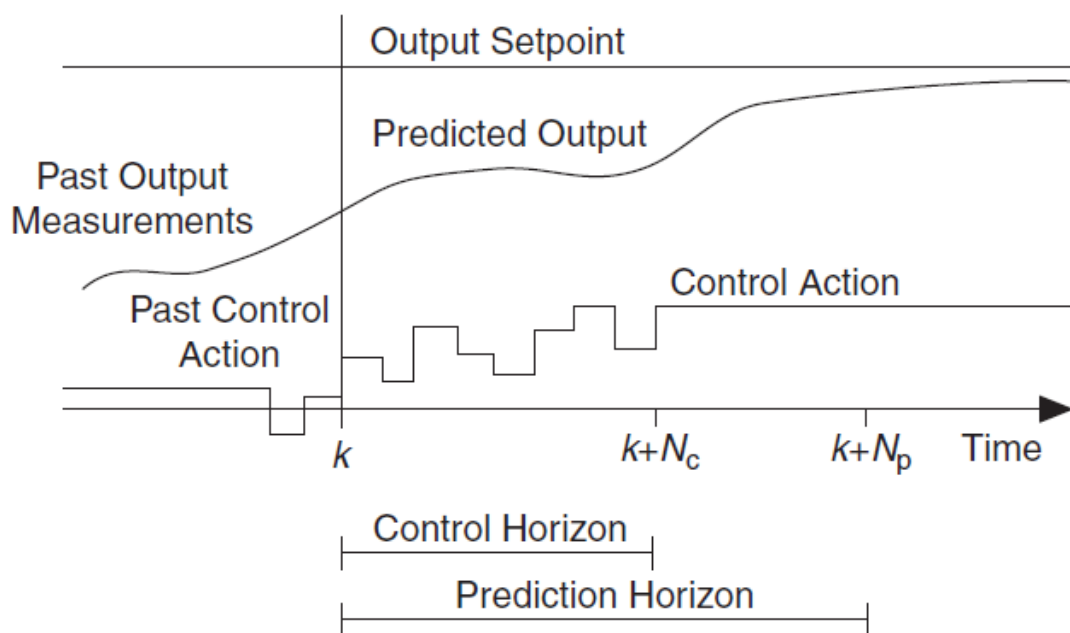 Output Setpoint
Predicted Output
Past Output
Measurements
Control Action
Past Control
Action
k
k+Nc
k+Np
Time
Control Horizon
Prediction Horizon